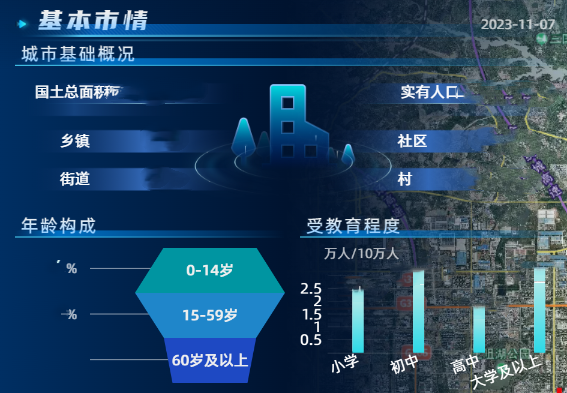 基本市情
2023-11-07
城市基础概况
国土总面积
实有人口
乡镇
社区
街道
村
年龄构成
受教育程度
万人/10万人
%
0-14岁
%
15-59岁
60岁及以上
2.5
2
1.5
1
0.5
小学
初中
高中
大学及以上